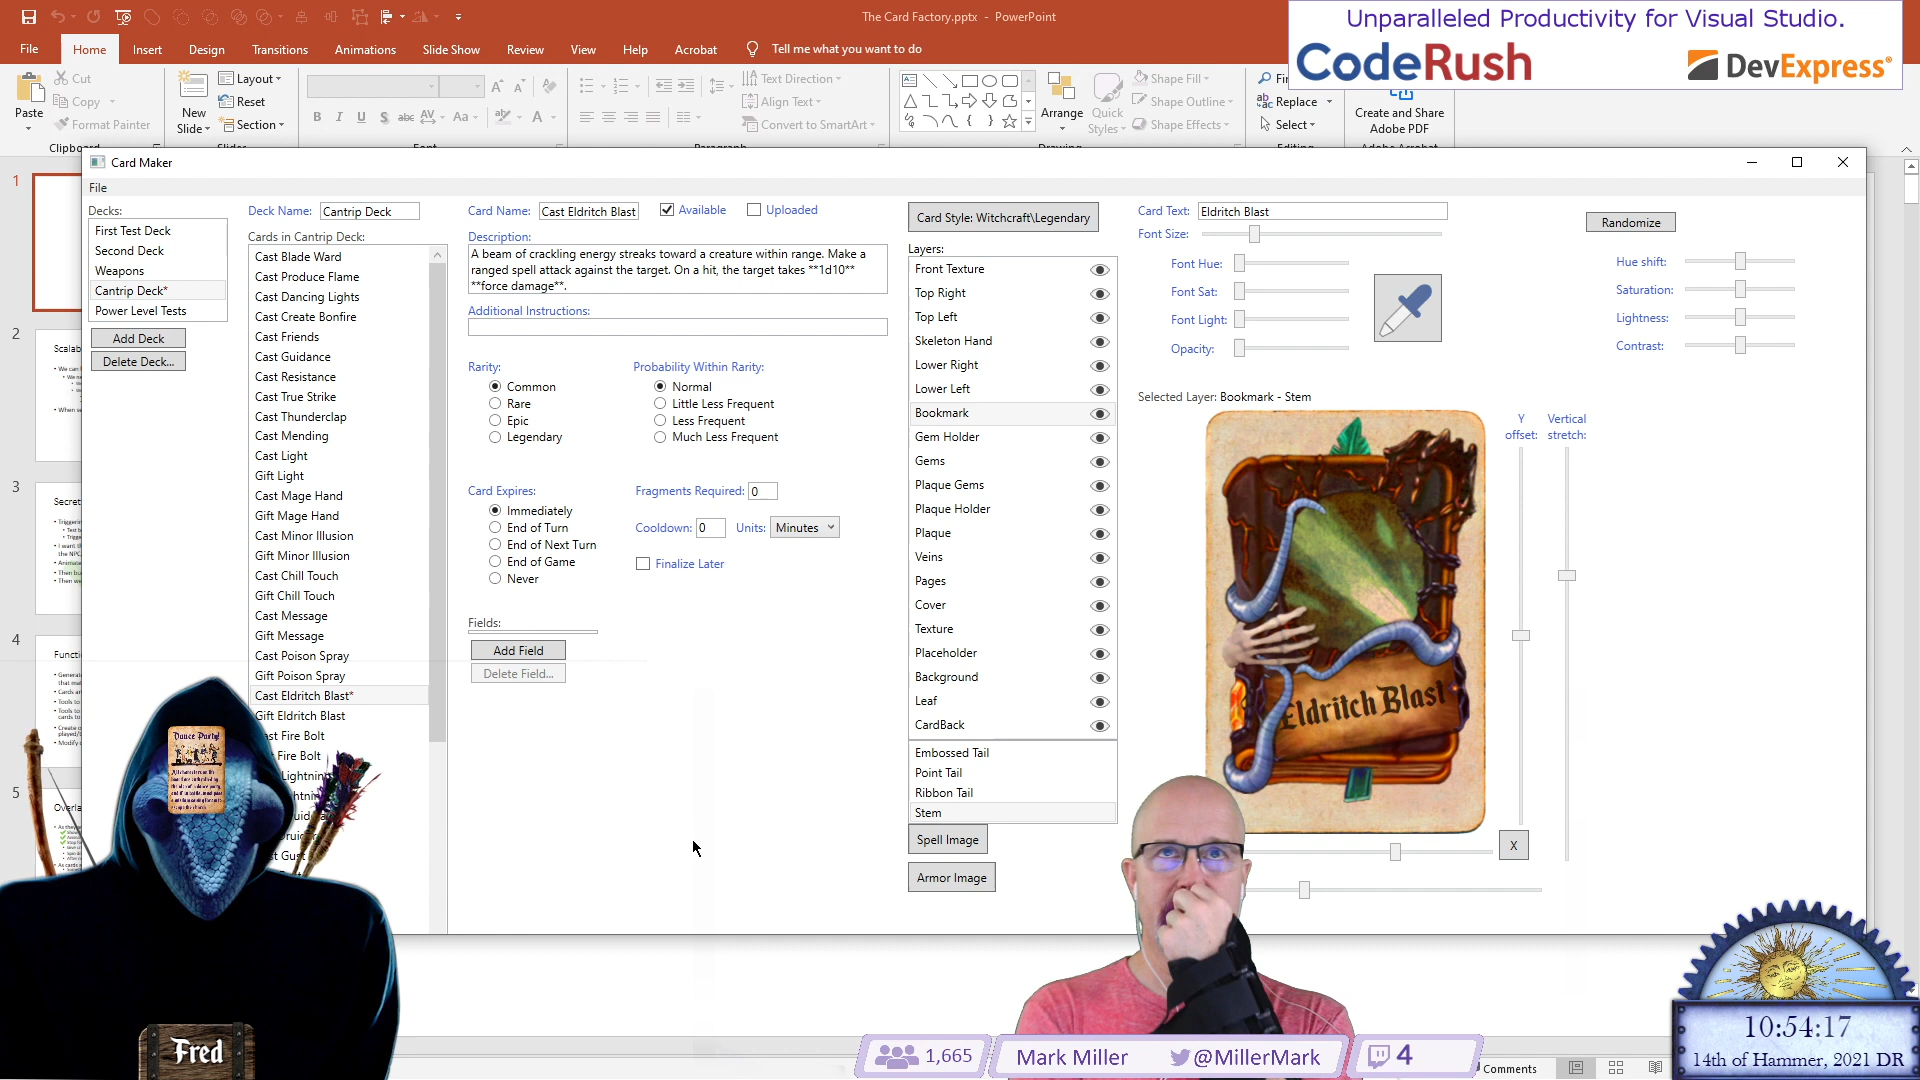 The Card Factory.pptx - PowerPoint
Unparalleled Productivity for Visual Studio.
CodeRush
DevExpress
File Home Insert Design Transitions Animations Slide Show Review View Help Acrobat Tell me what you want to do
Paste
Cut
Copy
Format Painter
Clipboard
New
Slide
Layout
Reset
Section
Text Direction
Align Text
Convert to SmartArt
Paragraph
Arrange
Quick
Styles
Shape Fill
Shape Outline
Shape Effects
Drawing
Replace
Select
Editing
Create and Share
Adobe PDF
1
2
3
4
5
Card Maker
File
Decks:
First Test Deck
Second Deck
Weapons
Cantrip Deck*
Power Level Tests
Add Deck
Delete Deck...
Deck Name: Cantrip Deck
Cards in Cantrip Deck:
Cast Blade Ward
Cast Produce Flame
Cast Dancing Lights
Cast Create Bonfire
Cast Friends
Cast Guidance
Cast Resistance
Cast True Strike
Cast Thunderclap
Cast Mending
Cast Light
Gift Light
Cast Mage Hand
Gift Mage Hand
Cast Minor Illusion
Gift Minor Illusion
Cast Chill Touch
Gift Chill Touch
Cast Message
Gift Message
Cast Poison Spray
Gift Poison Spray
Cast Eldritch Blast*
Gift Eldritch Blast
Fire Bolt
Fire Bolt
Gust
Card Name: Cast Eldritch Blast
Available
Uploaded
Description:
A beam of crackling energy streaks toward a creature within range. Make a
ranged spell attack against the target. On a hit, the target takes **1d10**
**force damage**.
Additional Instructions:
Rarity:
Common
Rare
Epic
Legendary
Probability Within Rarity:
Normal
Little Less Frequent
Less Frequent
Much Less Frequent
Card Expires:
Immediately
End of Turn
End of Next Turn
End of Game
Never
Fragments Required: 0
Cooldown: 0 Units: Minutes
Finalize Later
Fields:
Add Field
Delete Field...
Card Style: Witchcraft\Legendary
Layers:
Front Texture
Top Right
Top Left
Skeleton Hand
Lower Right
Lower Left
Bookmark
Gem Holder
Gems
Plaque Gems
Plaque Holder
Plaque
Veins
Pages
Cover
Texture
Placeholder
Background
Leaf
CardBack
Embossed Tail
Point Tail
Ribbon Tail
Stem
Spell Image
Armor Image
Card Text: Eldritch Blast
Font Size:
Font Hue:
Font Sat:
Font Light:
Opacity:
Randomize
Hue shift:
Saturation:
Lightness:
Contrast:
Selected Layer: Bookmark - Stem
Y
offset:
Vertical
stretch:
Eldritch Blast
X
Dance Party!
Fred
1,665
Mark Miller
@MillerMark
4
Comments
10:54:17
14th of Hammer, 2021 DR